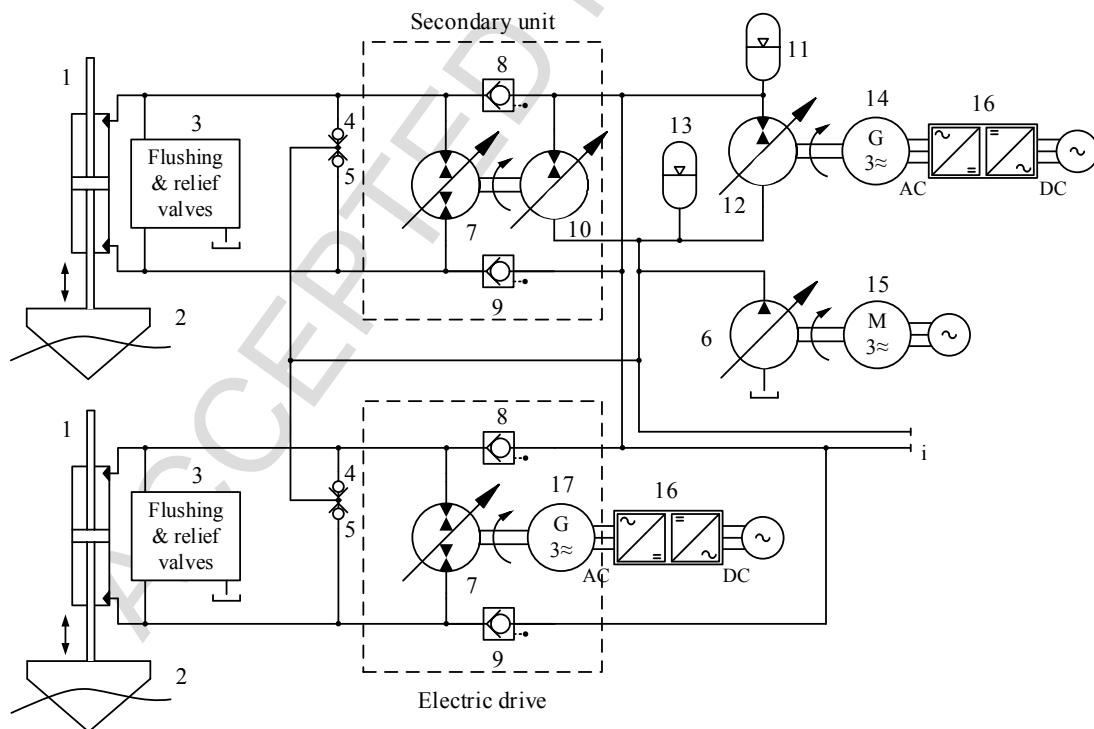 Secondary unit
1
3
Flushing
& relief
valves
2
4
5
8
7
10
9
11
13
12
14
G
3≈
AC
16
DC
15
M
3≈
6
i
1
3
Flushing
& relief
valves
2
4
5
8
7
17
G
3≈
AC
16
DC
9
Electric drive
ACCEPTED